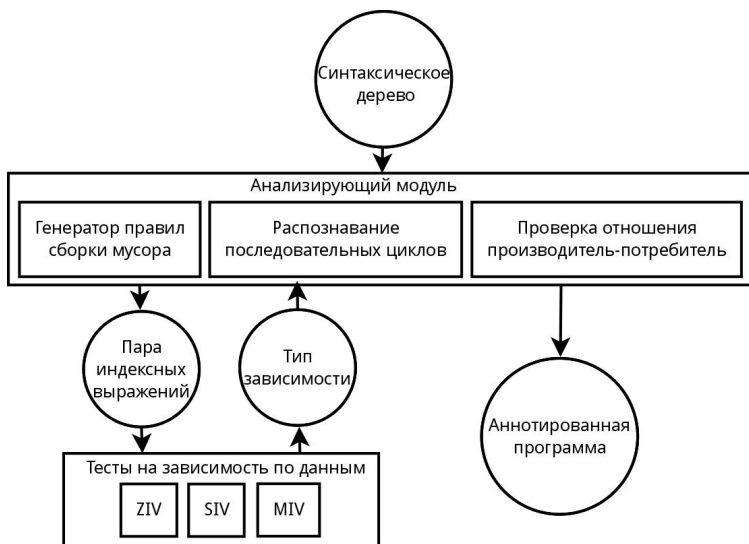 Синтаксическое
дерево
Анализирующий модуль
Генератор правил
сборки мусора
Распознавание
последовательных циклов
Проверка отношения
производитель-потребитель
Пара
индексных
выражений
Тип
зависимости
Аннотированная
программа
Тесты на зависимость по данным
ZIV
SIV
MIV